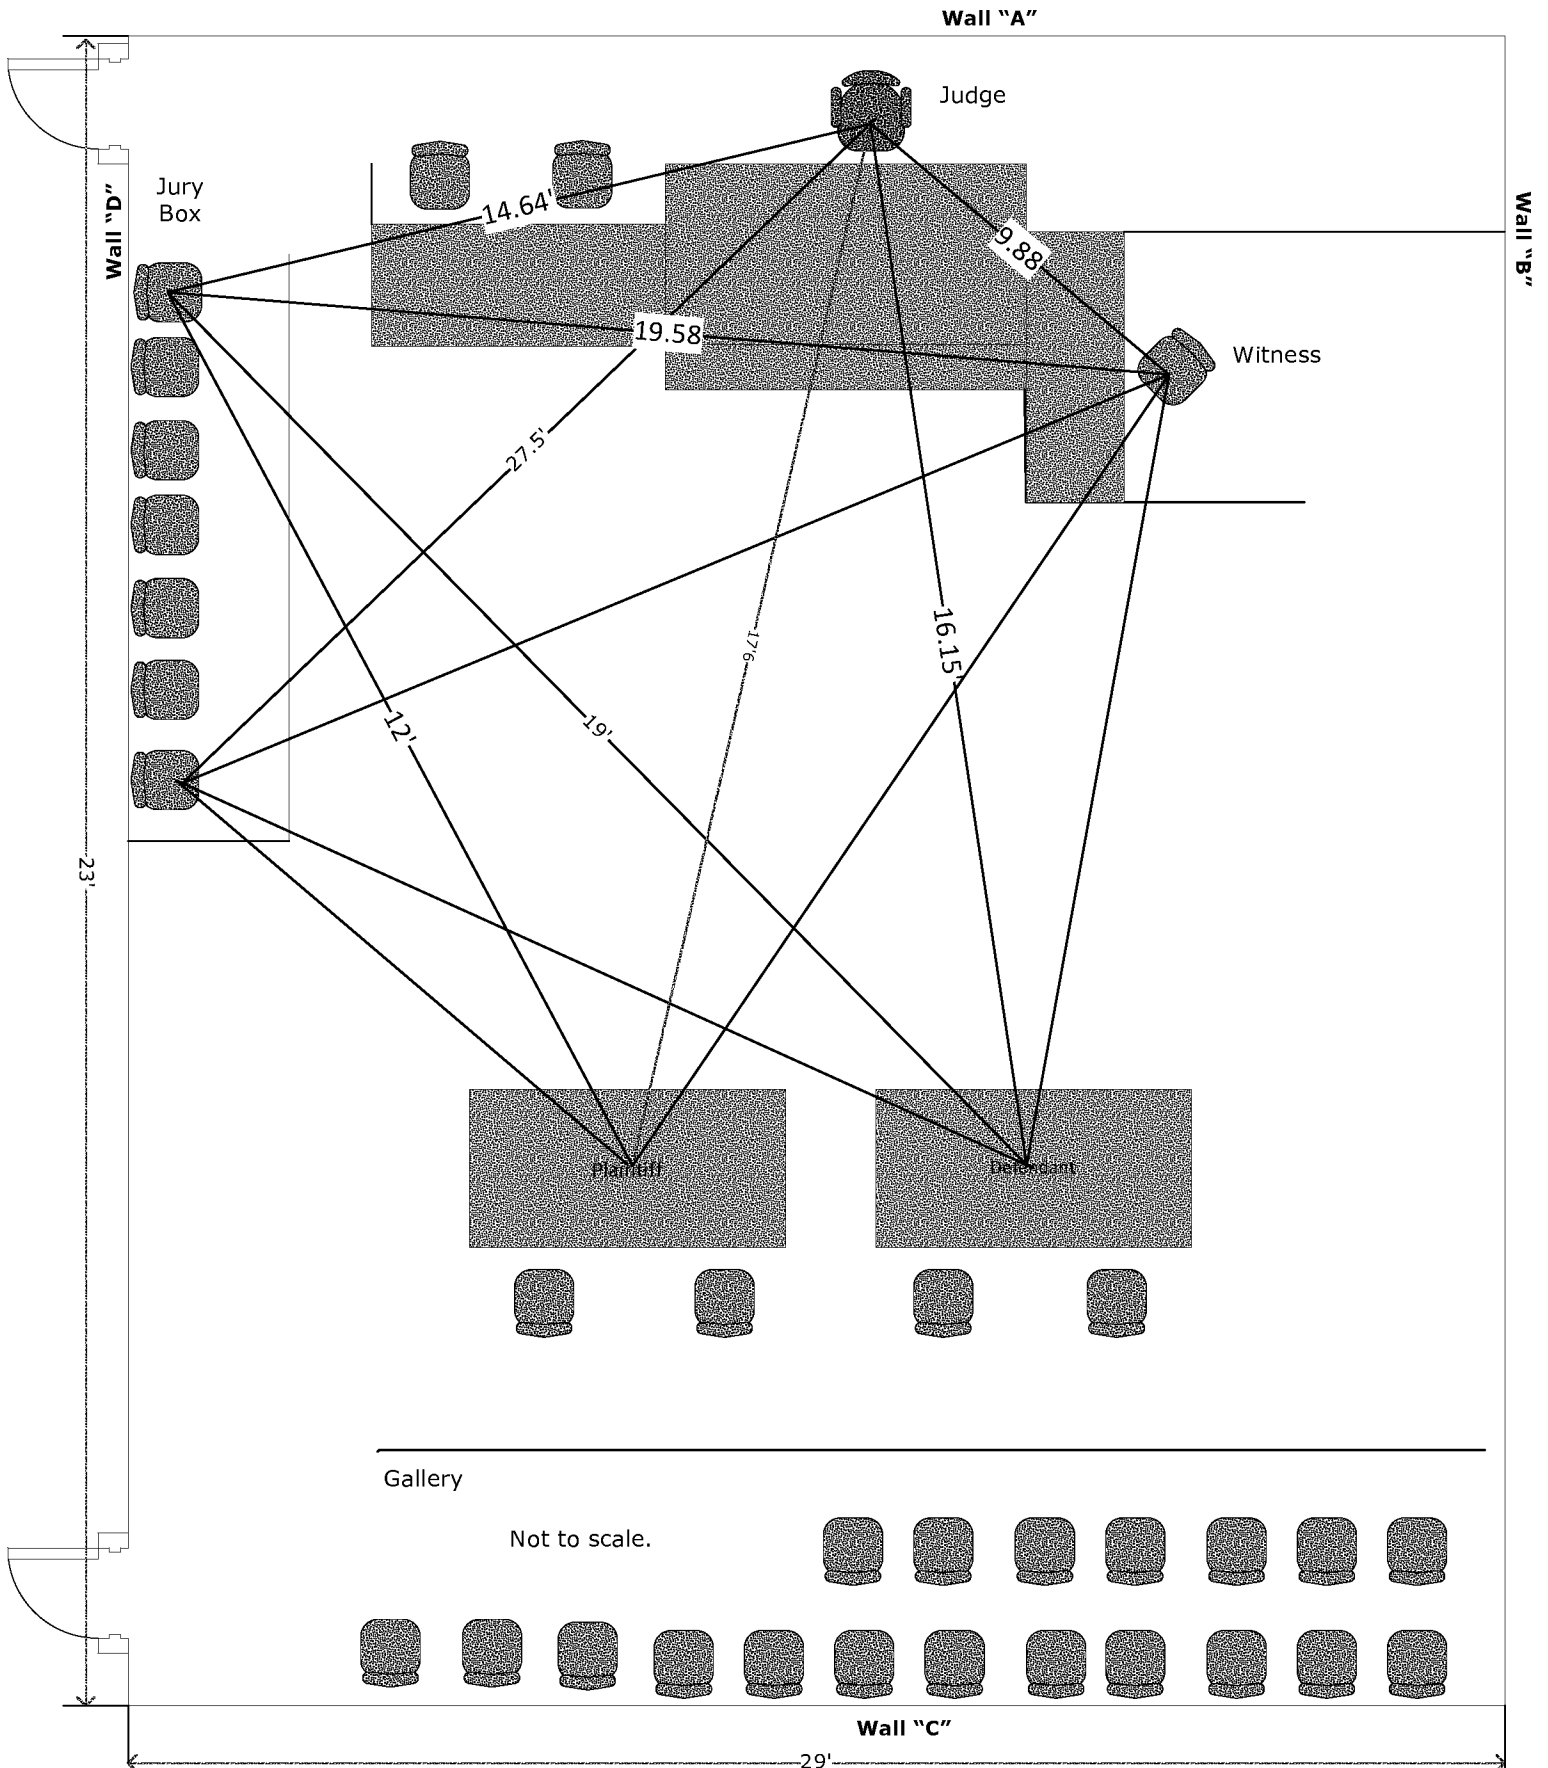 Wall “A”
Judge
Jury
Box
Wall “D”
Wall “B”
14.64'
9.88
19.58
Witness
27.5'
17'6"
16.15'
12'
19'
23'
Plaintiff
Defendant
Gallery
Not to scale.
Wall “C”
29'